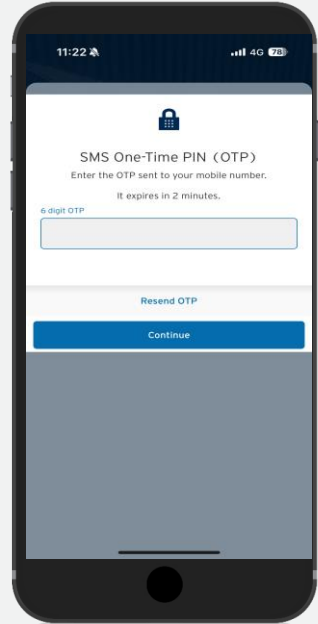 11:22
4G 78
SMS One-Time PIN (OTP)
Enter the OTP sent to your mobile number.
It expires in 2 minutes.
6 digit OTP
Resend OTP
Continue